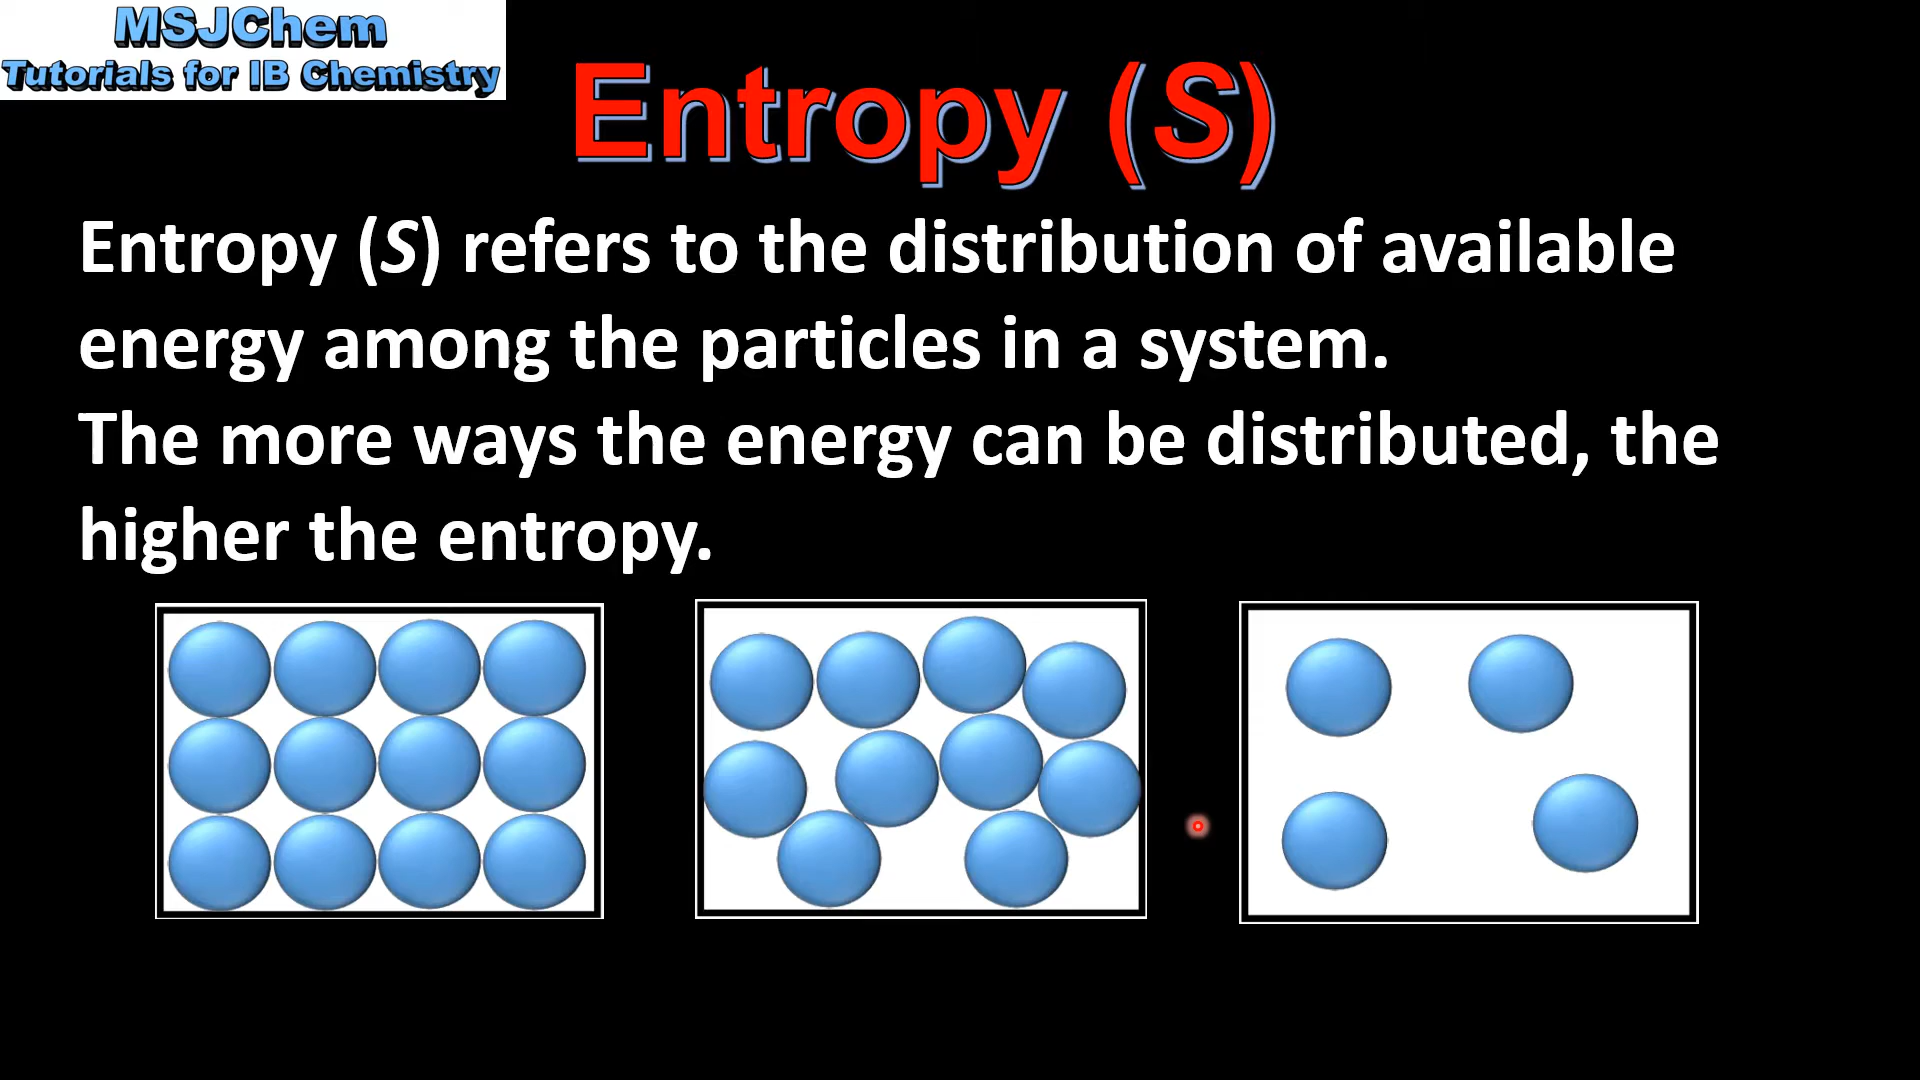 MSJChem
Tutorials for IB Chemistry
Entropy (S)
Entropy (S) refers to the distribution of available
energy among the particles in a system.
The more ways the energy can be distributed, the
higher the entropy.